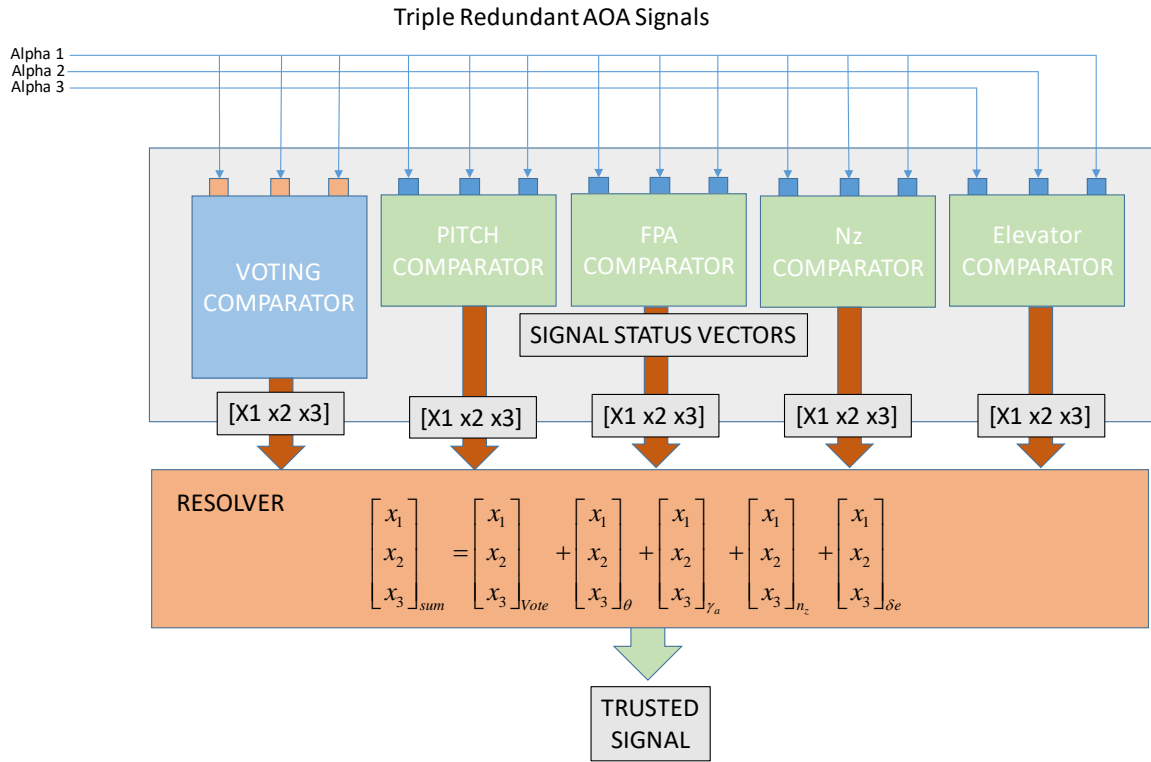 Triple Redundant AOA Signals
Alpha 1
Alpha 2
Alpha 3
VOTING
COMPARATOR
PITCH
COMPARATOR
FPA
COMPARATOR
Nz
COMPARATOR
Elevator
COMPARATOR
SIGNAL STATUS VECTORS
[X1 x2 x3]
[X1 x2 x3]
[X1 x2 x3]
[X1 x2 x3]
[X1 x2 x3]
RESOLVER
[x1 x2 x3]sum = [x1 x2 x3]Vote + [x1 x2 x3]θ + [x1 x2 x3]γa + [x1 x2 x3]nz + [x1 x2 x3]δe
TRUSTED
SIGNAL